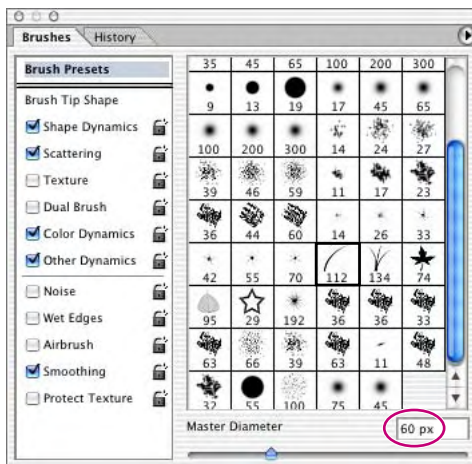 Brushes History
Brush Presets
Brush Tip Shape
Shape Dynamics
Scattering
Texture
Dual Brush
Color Dynamics
Other Dynamics
Noise
Wet Edges
Airbrush
Smoothing
Protect Texture
35 45 65 100 200 300
9 13 19 17 45 65
100 200 300 14 24 27
39 46 59 11 17 23
36 44 60 14 26 33
42 55 70 112 134 74
95 29 192 36 36 33
63 66 39 63 11 48
32 55 100 75 45
Master Diameter 60 px